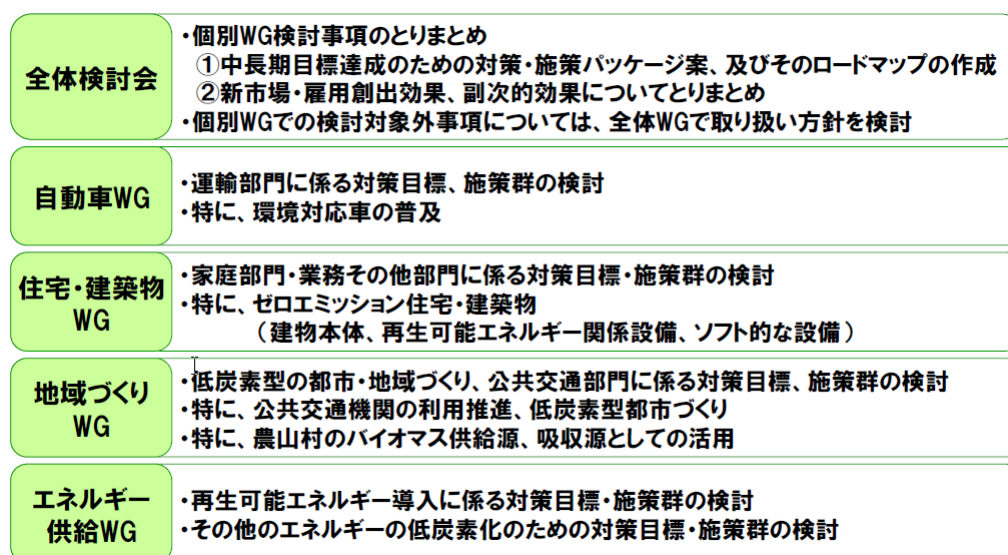 全体検討会
・個別WG検討事項のとりまとめ
①中長期目標達成のための対策・施策パッケージ案、及びそのロードマップの作成
②新市場・雇用創出効果、副次的効果についてとりまとめ
・個別WGでの検討対象外事項については、全体WGで取り扱い方針を検討
自動車WG
・運輸部門に係る対策目標、施策群の検討
・特に、環境対応車の普及
住宅・建築物
WG
・家庭部門・業務その他部門に係る対策目標・施策群の検討
・特に、ゼロエミッション住宅・建築物
（建物本体、再生可能エネルギー関係設備、ソフト的な設備）
地域づくり
WG
・低炭素型の都市・地域づくり、公共交通部門に係る対策目標、施策群の検討
・特に、公共交通機関の利用推進、低炭素型都市づくり
・特に、農山村のバイオマス供給源、吸収源としての活用
エネルギー
供給WG
・再生可能エネルギー導入に係る対策目標・施策群の検討
・その他のエネルギーの低炭素化のための対策目標・施策群の検討